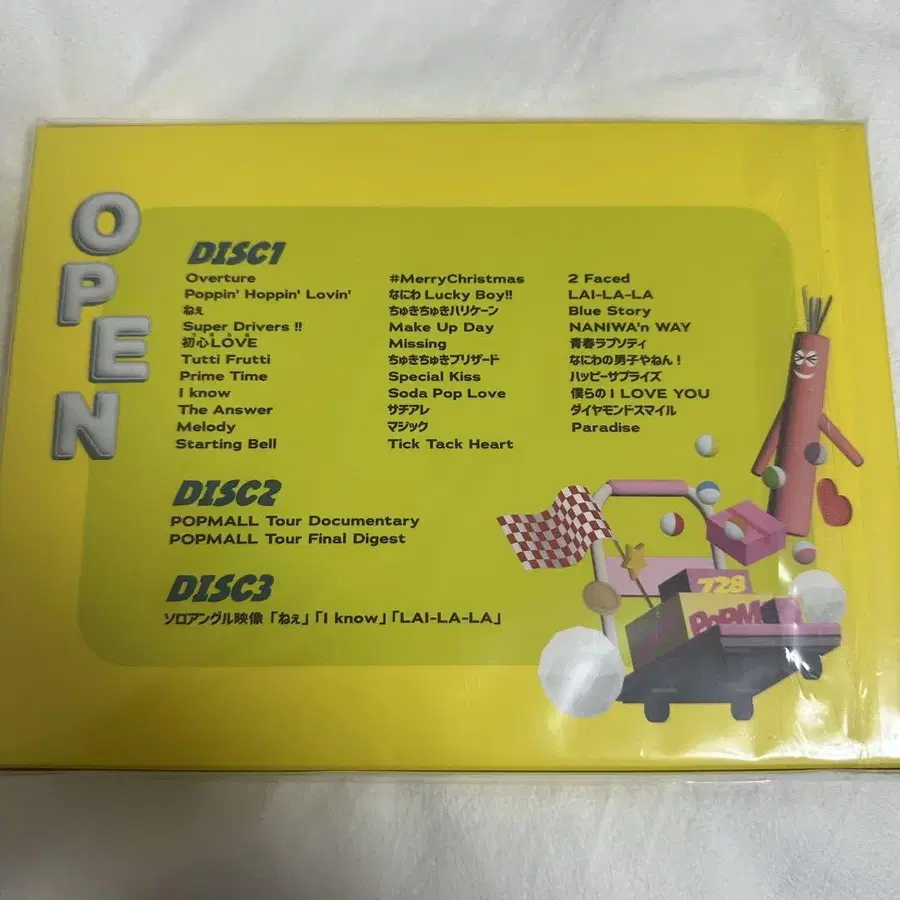 OPEN
DISC1
Overture
Poppin' Hoppin' Lovin'
ねぇ
Super Drivers !!
初心LOVE
Tutti Frutti
Prime Time
I know
The Answer
Melody
Starting Bell
#MerryChristmas
なにわ Lucky Boy!!
ちゅきちゅきハリケーン
Make Up Day
Missing
ちゅきちゅきブリザード
Special Kiss
Soda Pop Love
サチアレ
マジック
Tick Tack Heart
2 Faced
LAI-LA-LA
Blue Story
NANIWA'n WAY
青春ラプソディ
なにわの男子やねん！
ハッピーサプライズ
僕らの I LOVE YOU
ダイヤモンドスマイル
Paradise
DISC2
POPMALL Tour Documentary
POPMALL Tour Final Digest
DISC3
ソロアングル映像「ねぇ」「I know」「LAI-LA-LA」
728
POPM